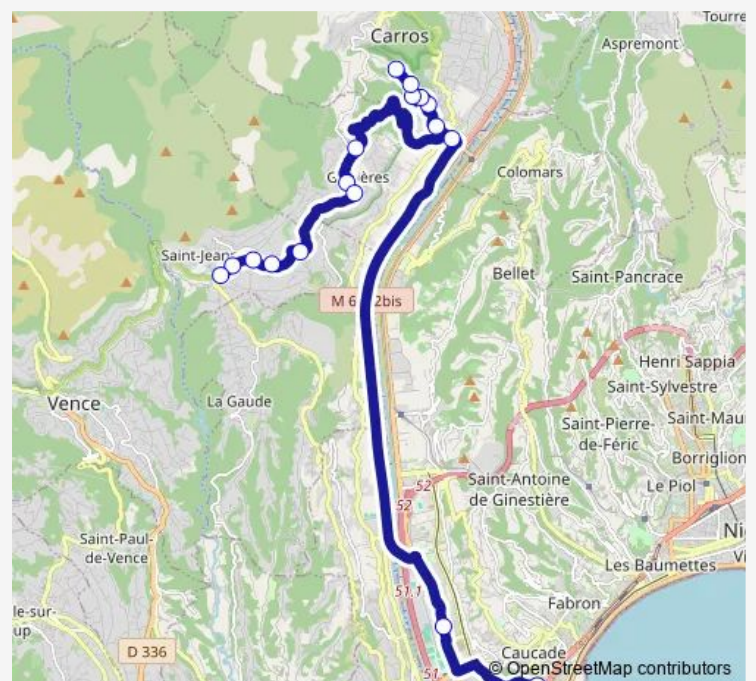 Tourre
Carros
Aspremont
Colomars
Saint-Jean
Bellet
Saint-Pancrace
M 6 2bis
Henri Sappia
Saint-Sylvestre
Vence
La Gaude
Saint-Pierre-
de-Féric
Saint-Mau
Borriglion
Saint-Antoine
de Ginestière
52
Le Piol
52
Ni
Saint-Paul-
de-Vence
Les Baumettes
Vi
51.1
Fabron
le-sur-
oup
D 336
Caucade
51
© OpenStreetMap contributors